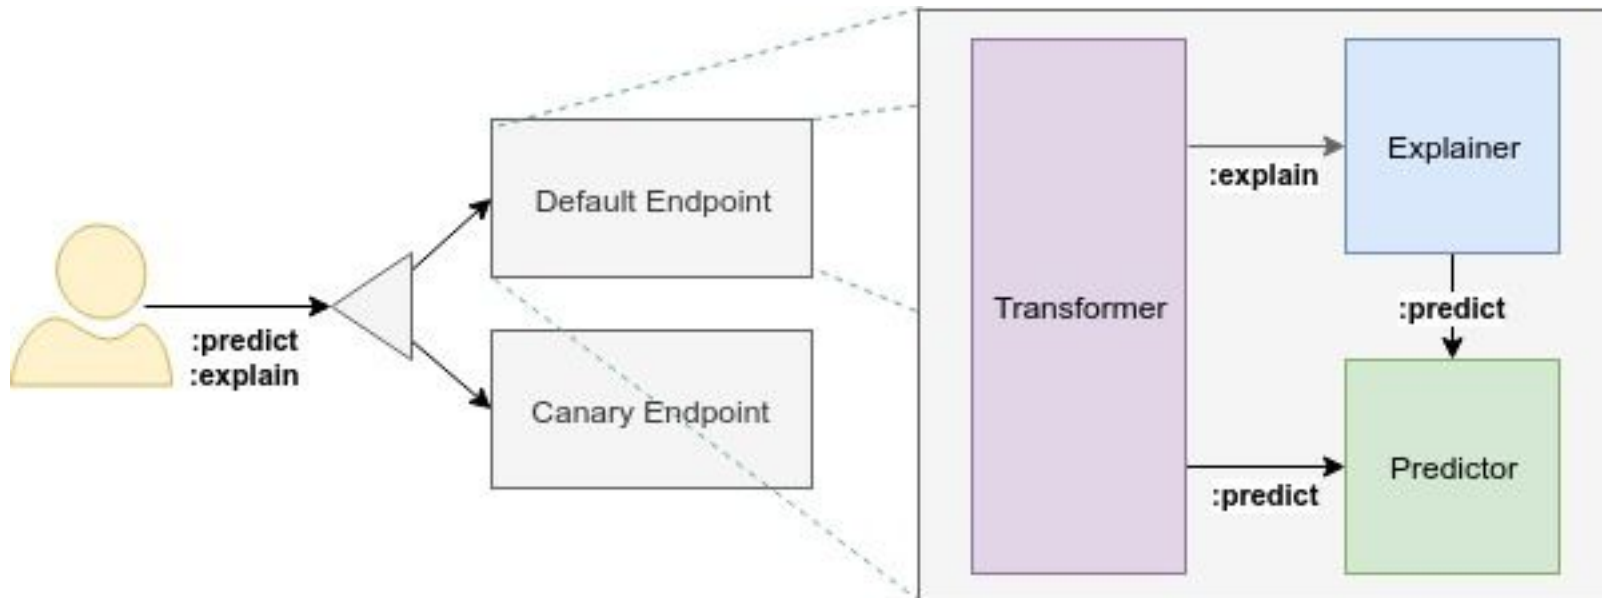 :predict
:explain
Default Endpoint
Canary Endpoint
Transformer
:explain
Explainer
:predict
:predict
Predictor